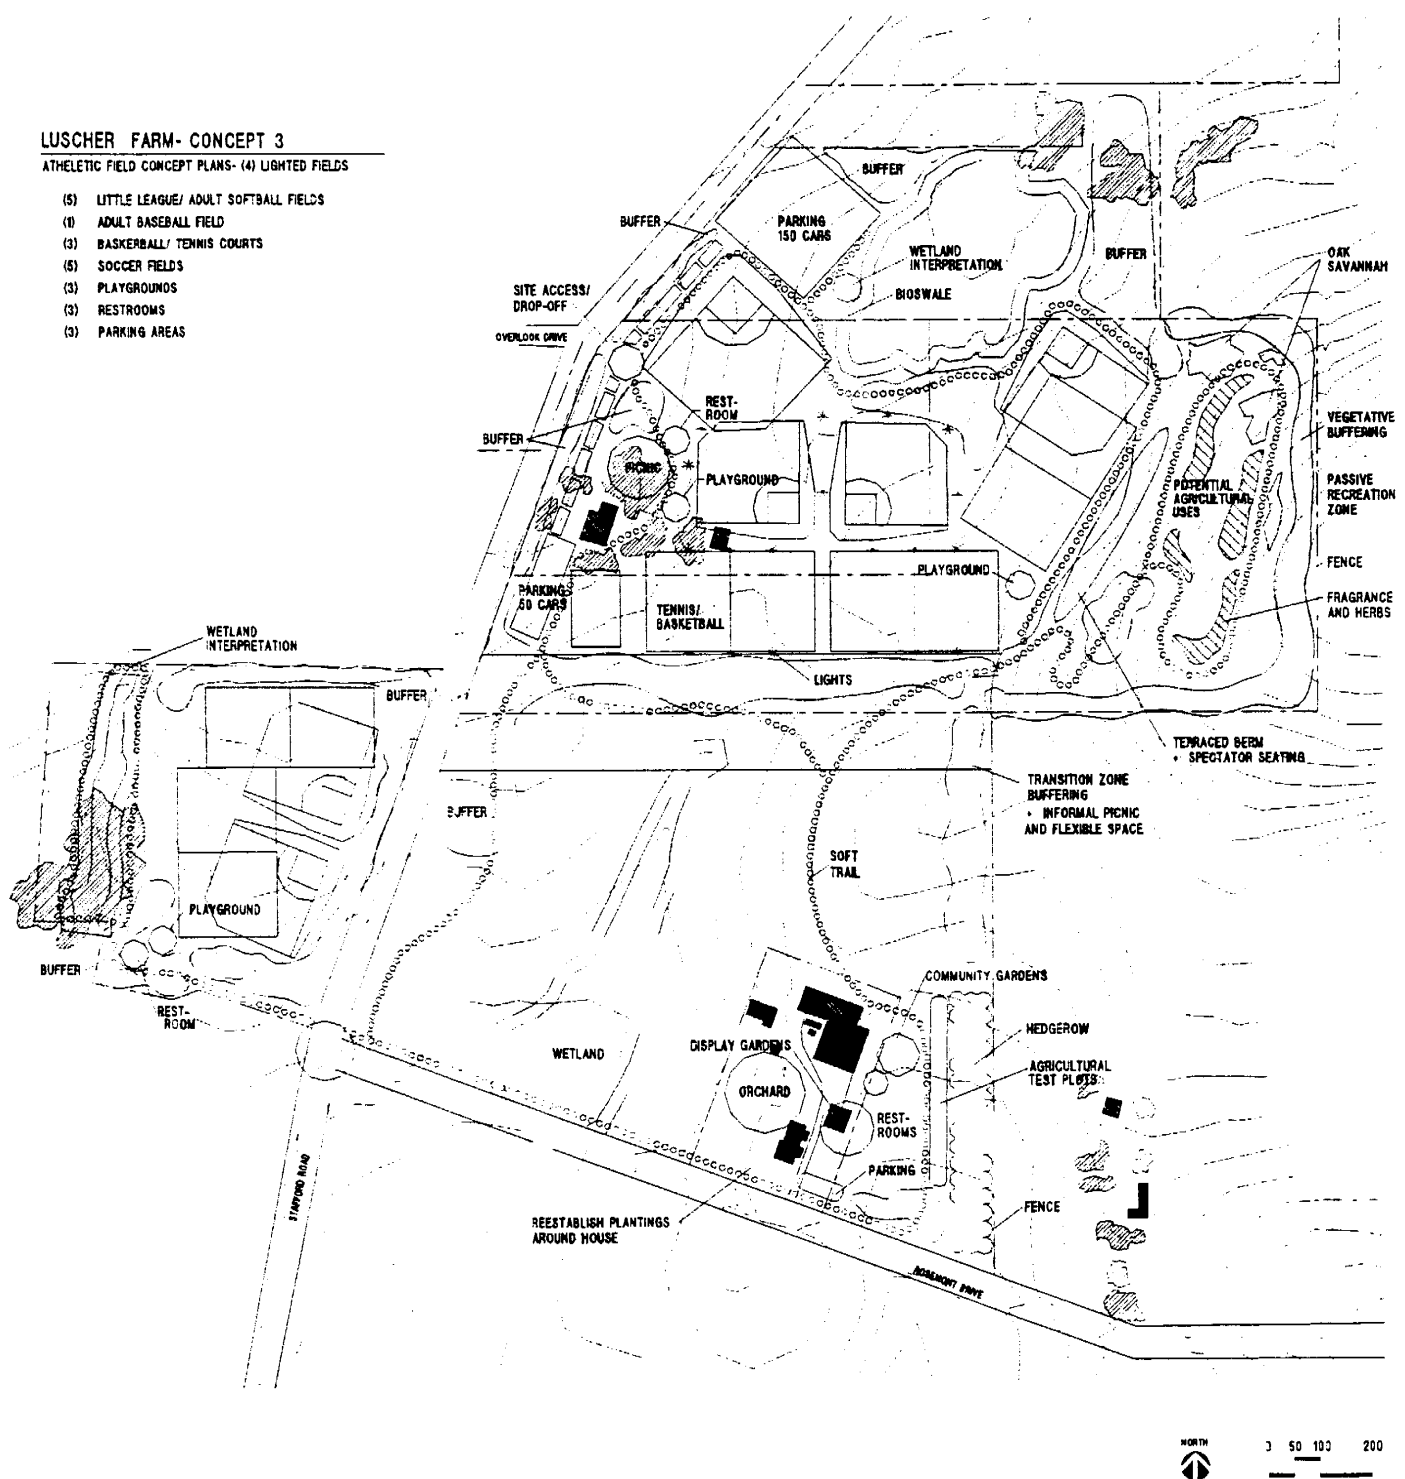 LUSCHER FARM- CONCEPT 3
ATHELETIC FIELD CONCEPT PLANS- (4) LIGHTED FIELDS
(5) LITTLE LEAGUE/ ADULT SOFTBALL FIELDS
(1) ADULT BASEBALL FIELD
(3) BASKERBALL/ TENNIS COURTS
(5) SOCCER FIELDS
(3) PLAYGROUNDS
(3) RESTROOMS
(3) PARKING AREAS
BUFFER
BUFFER
PARKING
150 CARS
WETLAND
INTERPRETATION
BUFFER
OAK
SAVANNAH
BIOSWALE
SITE ACCESS/
DROP-OFF
OVERLOOK DRIVE
REST-
ROOM
BUFFER
PICNIC
PLAYGROUND
VEGETATIVE
BUFFERING
POTENTIAL
AGRICULTURAL
USES
PASSIVE
RECREATION
ZONE
FENCE
PLAYGROUND
PARKING
50 CARS
TENNIS/
BASKETBALL
FRAGRANCE
AND HERBS
WETLAND
INTERPRETATION
LIGHTS
BUFFER
TERRACED BERM
• SPECTATOR SEATING
TRANSITION ZONE
BUFFERING
• INFORMAL PICNIC
AND FLEXIBLE SPACE
BUFFER
SOFT
TRAIL
PLAYGROUND
BUFFER
REST-
ROOM
COMMUNITY GARDENS
HEDGEROW
DISPLAY GARDENS
WETLAND
AGRICULTURAL
TEST PLOTS
ORCHARD
REST-
ROOMS
PARKING
STAFFORD ROAD
FENCE
REESTABLISH PLANTINGS
AROUND HOUSE
ROSEMONT DRIVE
NORTH
0 50 100 200